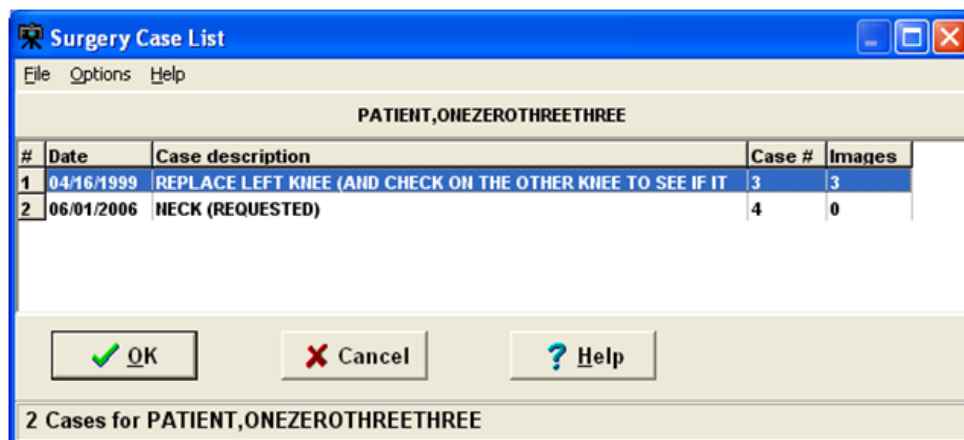 Surgery Case List
File Options Help
PATIENT,ONEZEROTHREETHREE
# Date Case description Case # Images
1 04/16/1999 REPLACE LEFT KNEE (AND CHECK ON THE OTHER KNEE TO SEE IF IT 3 3
2 06/01/2006 NECK (REQUESTED) 4 0
OK Cancel ? Help
2 Cases for PATIENT,ONEZEROTHREETHREE